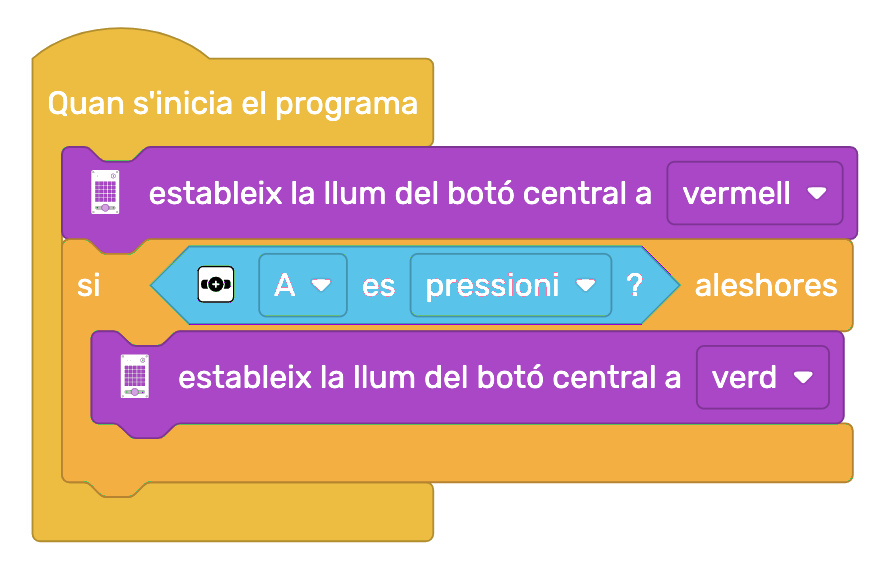 Quan s'inicia el programa
estableix la llum del botó central a vermell
si A es pressioni ? aleshores
estableix la llum del botó central a verd